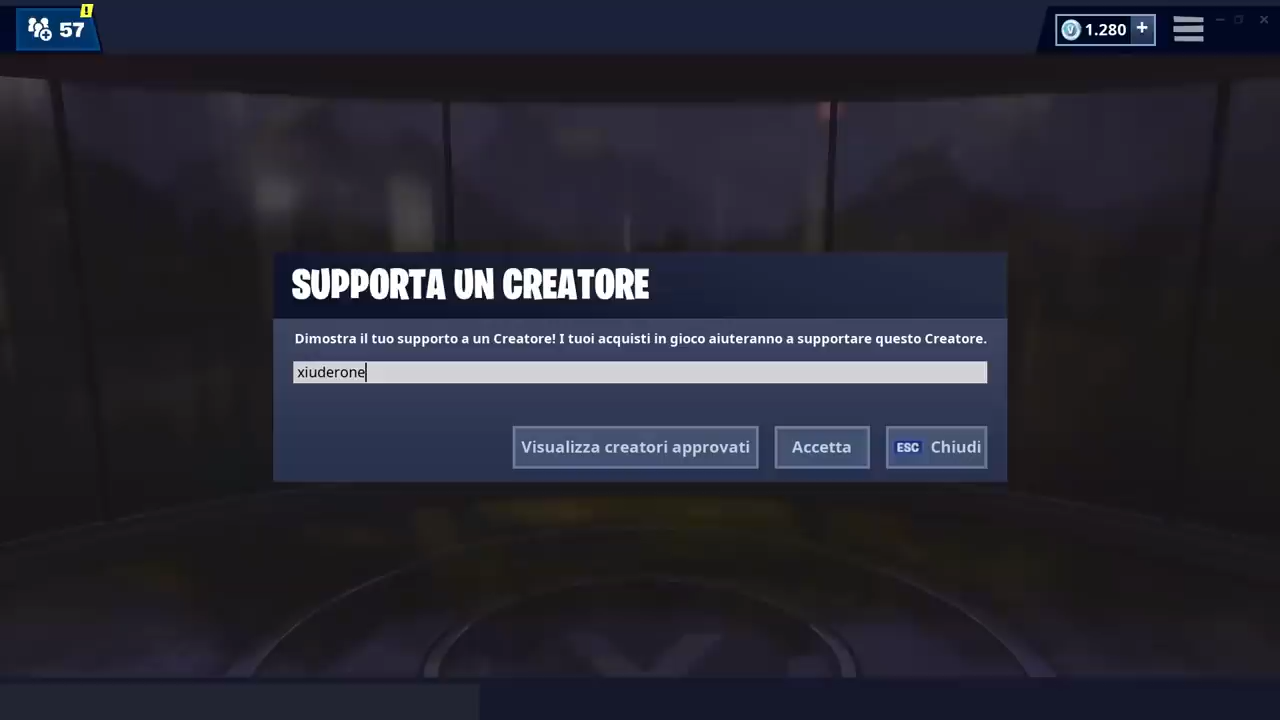 57
!
1.280 +
SUPPORTA UN CREATORE
Dimostra il tuo supporto a un Creatore! I tuoi acquisti in gioco aiuteranno a supportare questo Creatore.
xiuderone
Visualizza creatori approvati
Accetta
ESC Chiudi